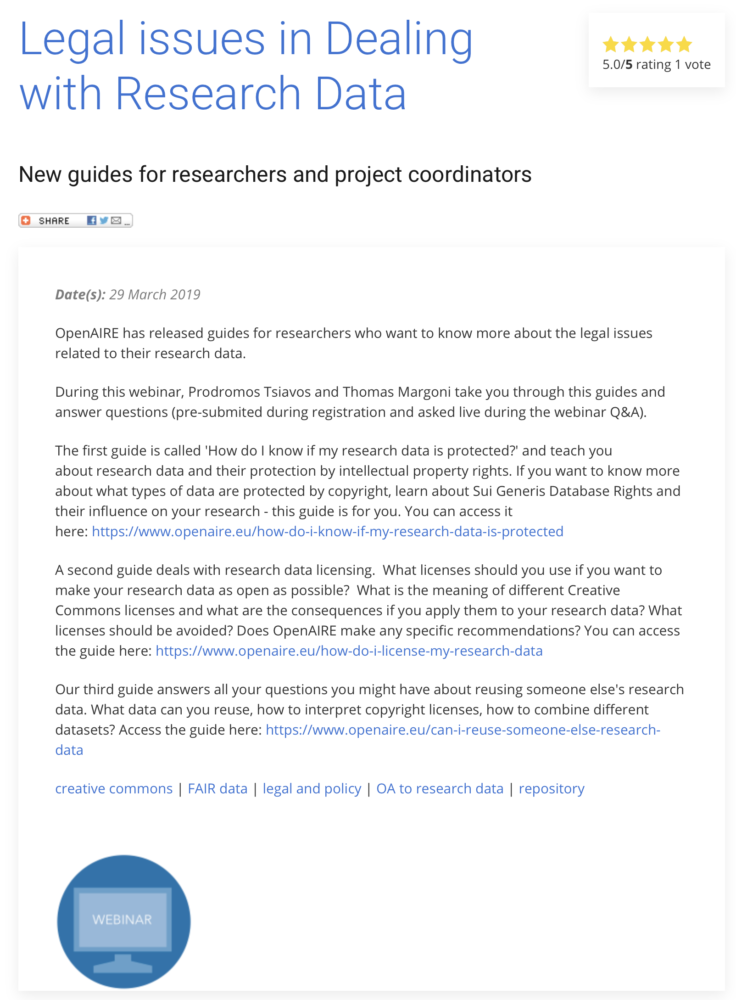 Legal issues in Dealing
with Research Data
5.0/5 rating 1 vote
New guides for researchers and project coordinators
SHARE
Date(s): 29 March 2019
OpenAIRE has released guides for researchers who want to know more about the legal issues
related to their research data.
During this webinar, Prodromos Tsiavos and Thomas Margoni take you through this guides and
answer questions (pre-submited during registration and asked live during the webinar Q&A).
The first guide is called 'How do I know if my research data is protected?' and teach you
about research data and their protection by intellectual property rights. If you want to know more
about what types of data are protected by copyright, learn about Sui Generis Database Rights and
their influence on your research - this guide is for you. You can access it
here: https://www.openaire.eu/how-do-i-know-if-my-research-data-is-protected
A second guide deals with research data licensing.  What licenses should you use if you want to
make your research data as open as possible?  What is the meaning of different Creative
Commons licenses and what are the consequences if you apply them to your research data? What
licenses should be avoided? Does OpenAIRE make any specific recommendations? You can access
the guide here: https://www.openaire.eu/how-do-i-license-my-research-data
Our third guide answers all your questions you might have about reusing someone else's research
data. What data can you reuse, how to interpret copyright licenses, how to combine different
datasets? Access the guide here: https://www.openaire.eu/can-i-reuse-someone-else-research-
data
creative commons | FAIR data | legal and policy | OA to research data | repository
WEBINAR